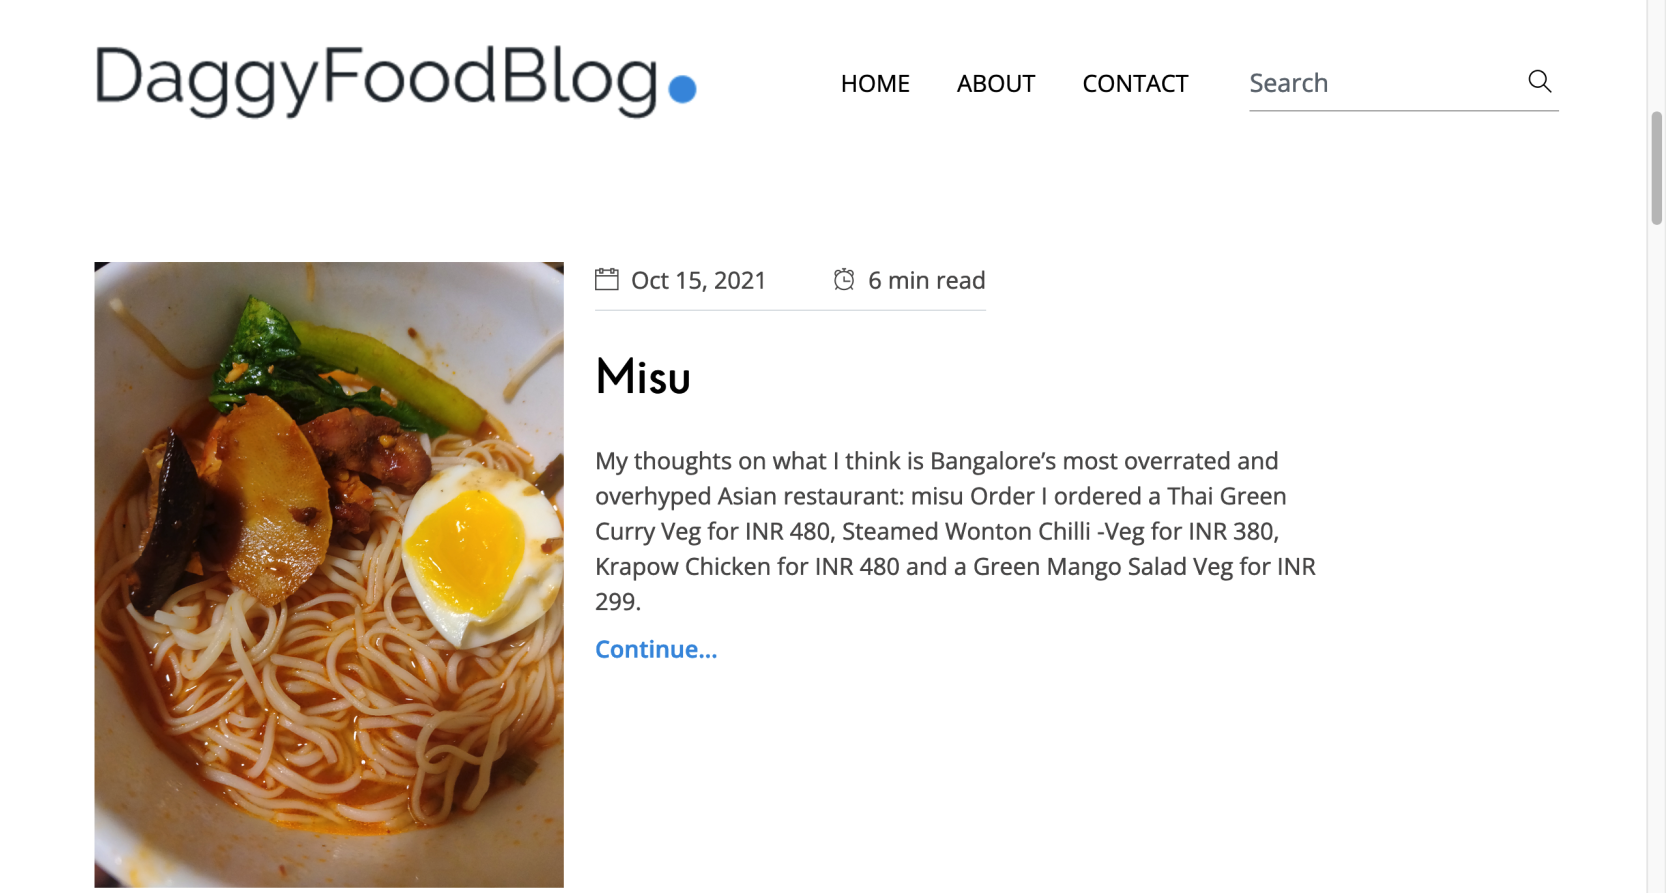 DaggyFoodBlog.
HOME ABOUT CONTACT Search
Oct 15, 2021 6 min read
Misu
My thoughts on what I think is Bangalore’s most overrated and
overhyped Asian restaurant: misu Order I ordered a Thai Green
Curry Veg for INR 480, Steamed Wonton Chilli -Veg for INR 380,
Krapow Chicken for INR 480 and a Green Mango Salad Veg for INR
299.
Continue...